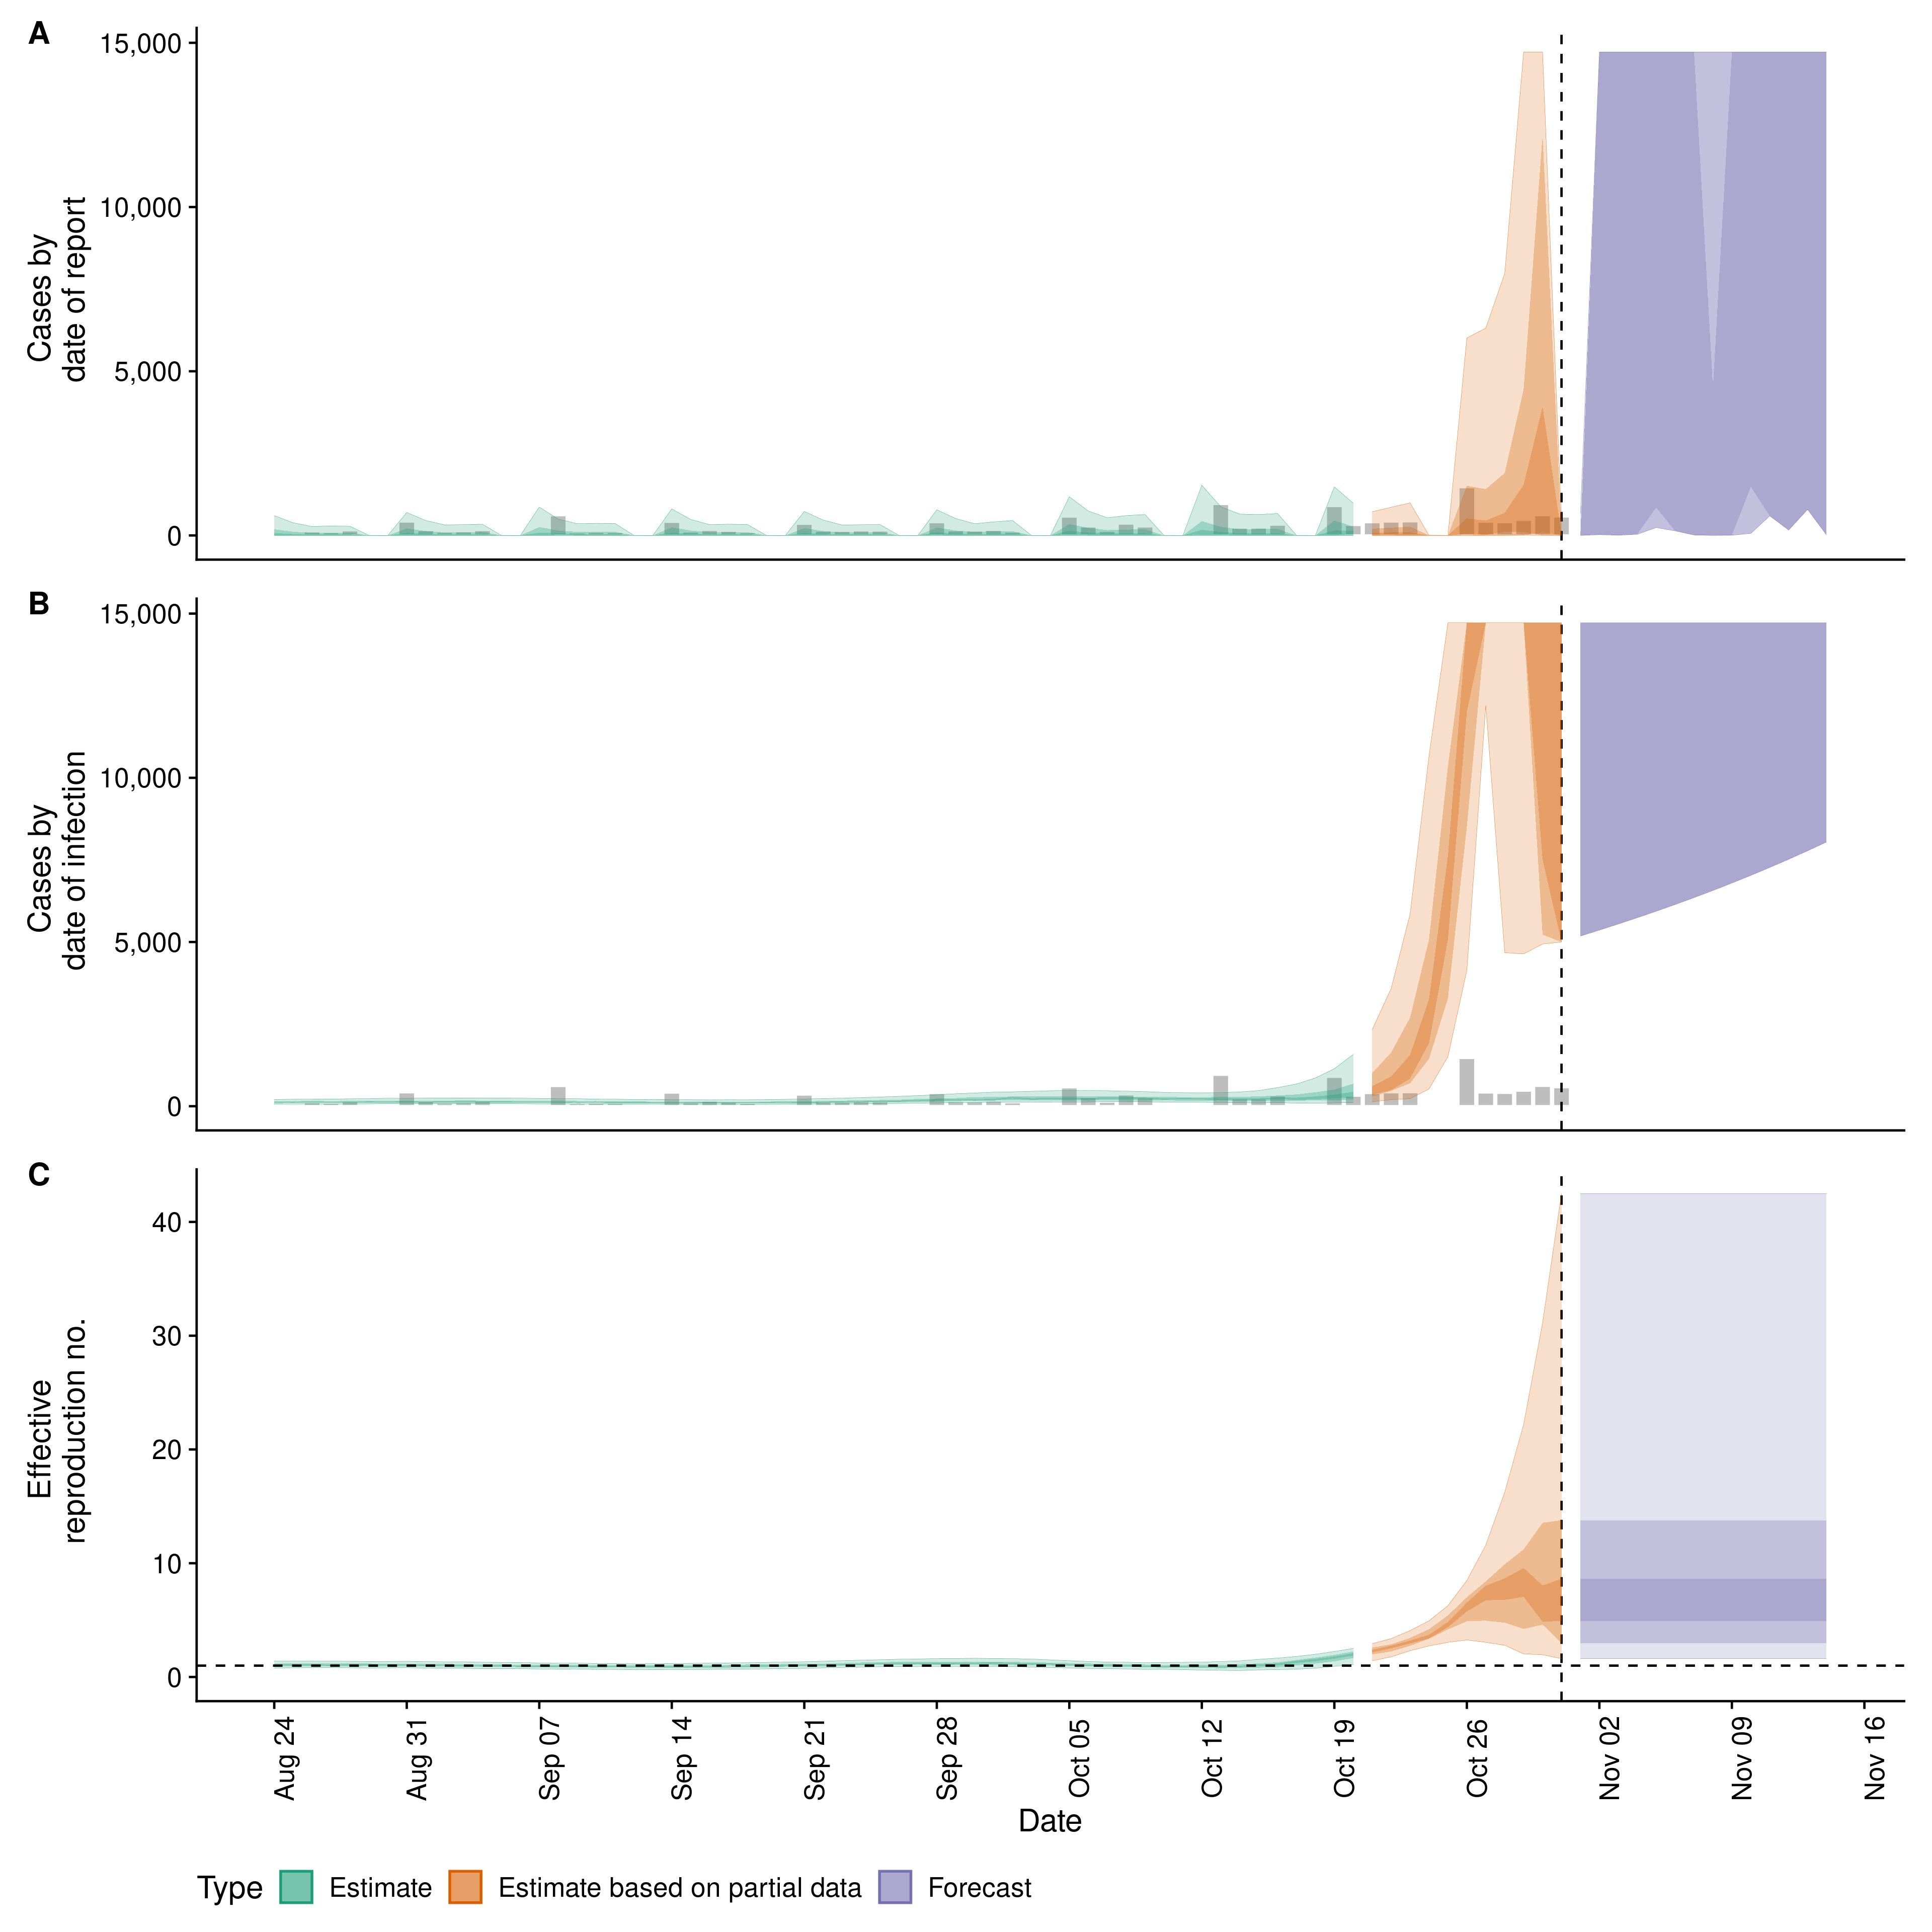 A
15,000
10,000
5,000
0
Cases by
date of report
B
15,000
10,000
5,000
0
Cases by
date of infection
C
40
30
20
10
0
Effective
reproduction no.
Aug 24
Aug 31
Sep 07
Sep 14
Sep 21
Sep 28
Oct 05
Oct 12
Oct 19
Oct 26
Nov 02
Nov 09
Nov 16
Date
Type Estimate Estimate based on partial data Forecast